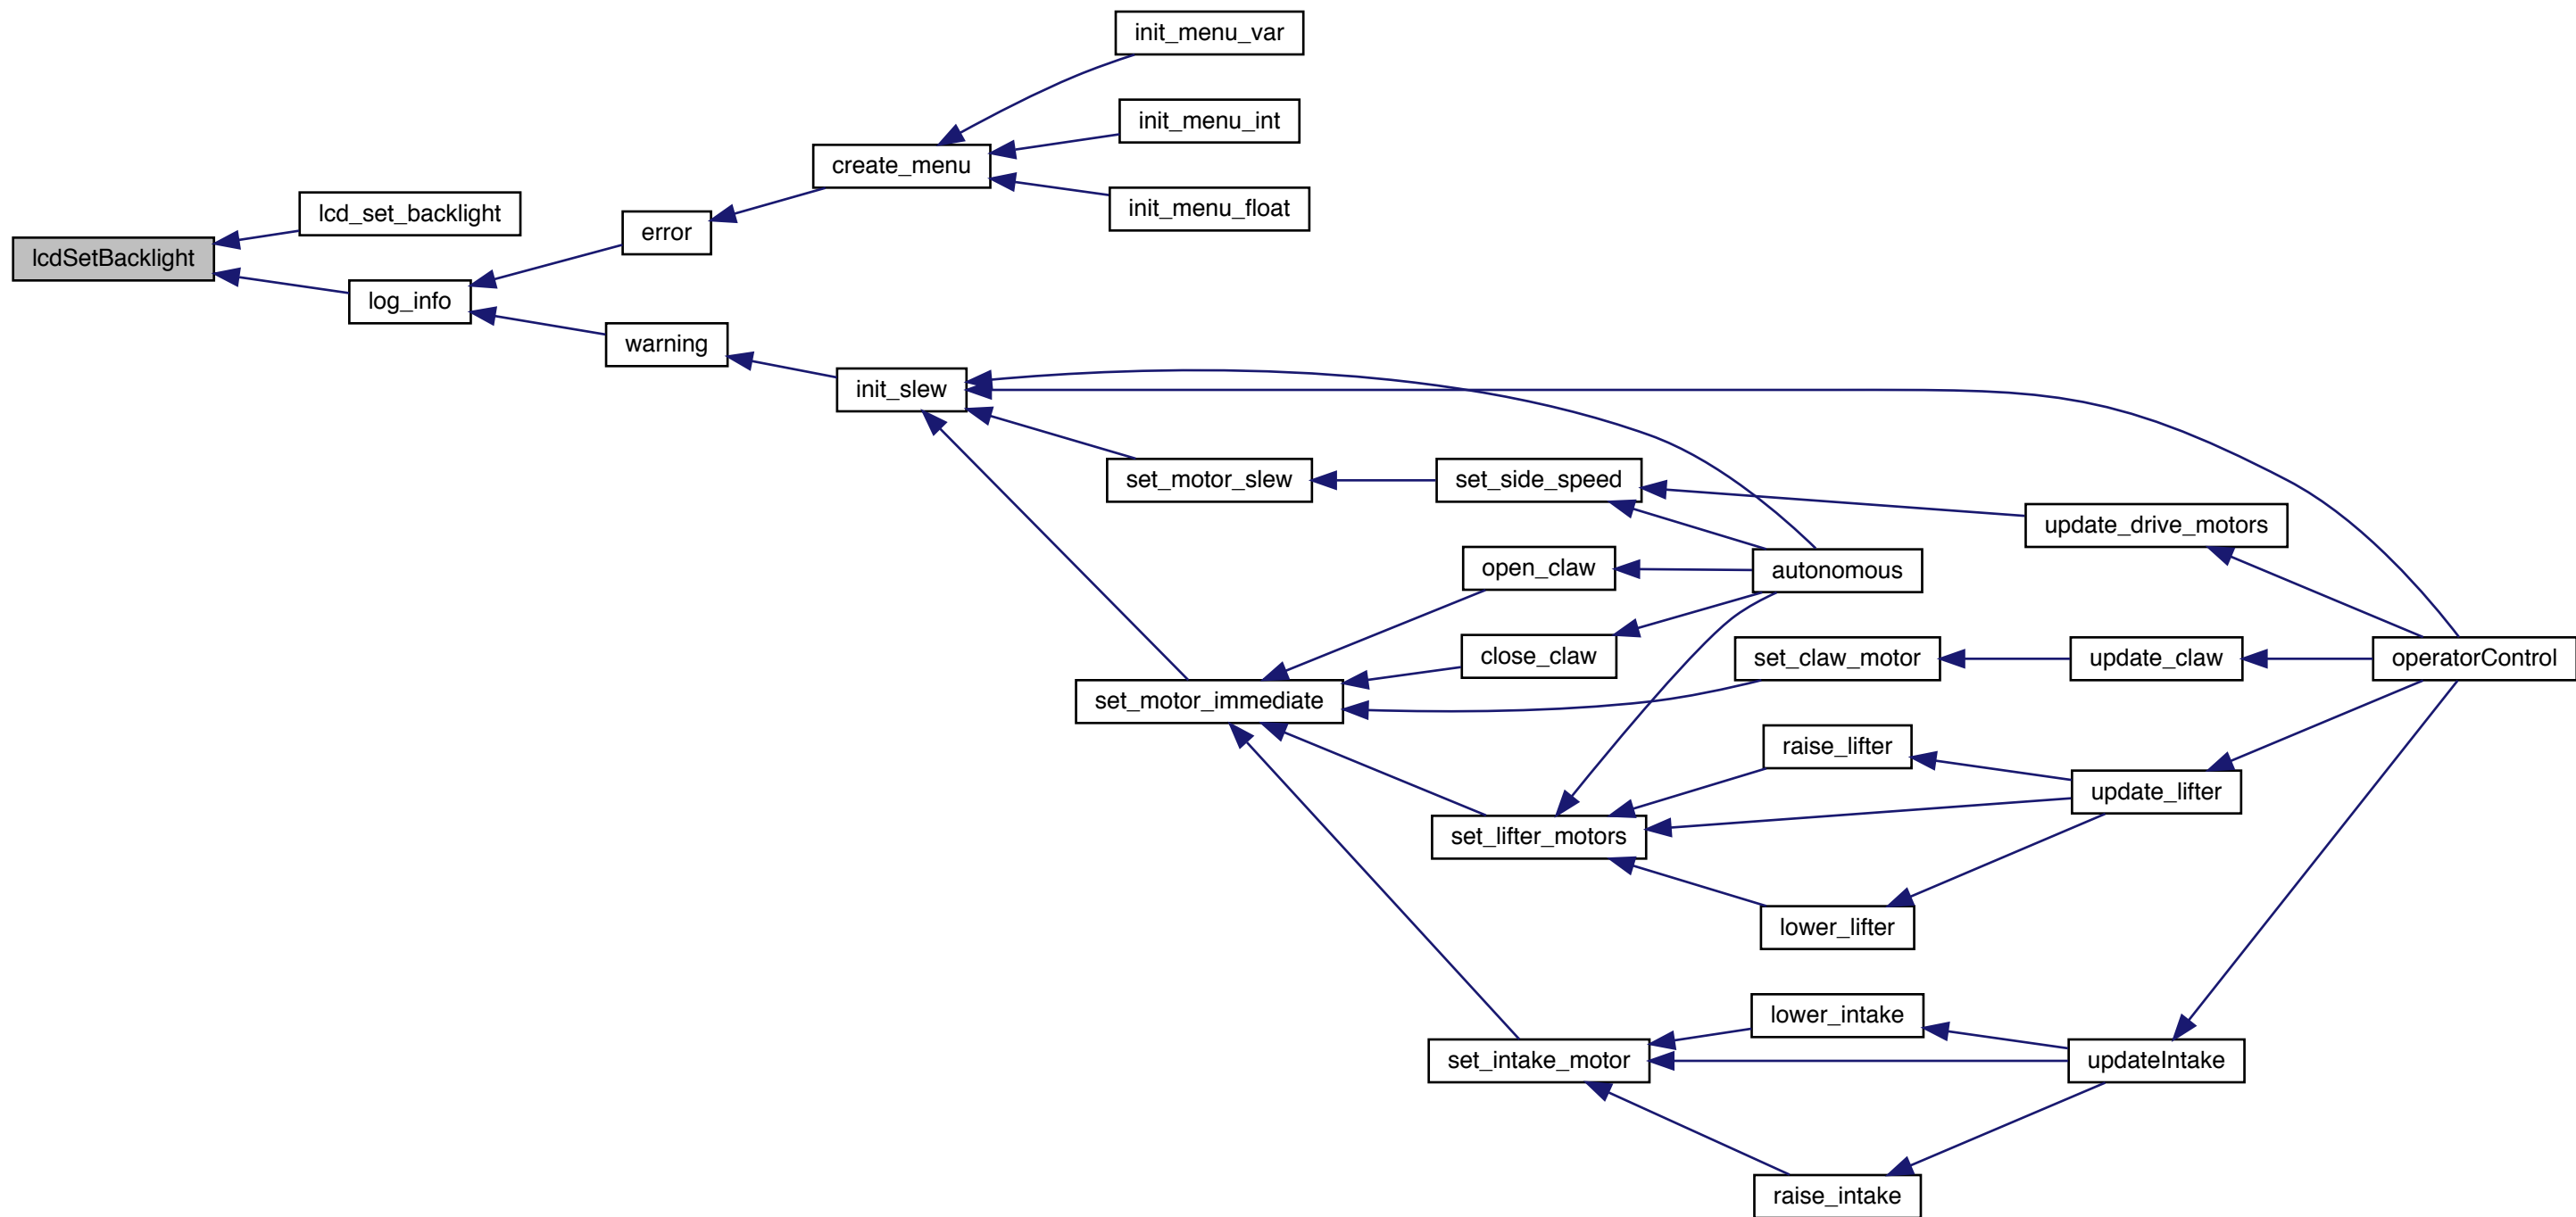 init_menu_var
init_menu_int
create_menu
init_menu_float
lcd_set_backlight
error
lcdSetBacklight
log_info
warning
init_slew
set_motor_slew
set_side_speed
update_drive_motors
open_claw
autonomous
close_claw
set_claw_motor
update_claw
operatorControl
set_motor_immediate
raise_lifter
update_lifter
set_lifter_motors
lower_lifter
lower_intake
set_intake_motor
updateIntake
raise_intake